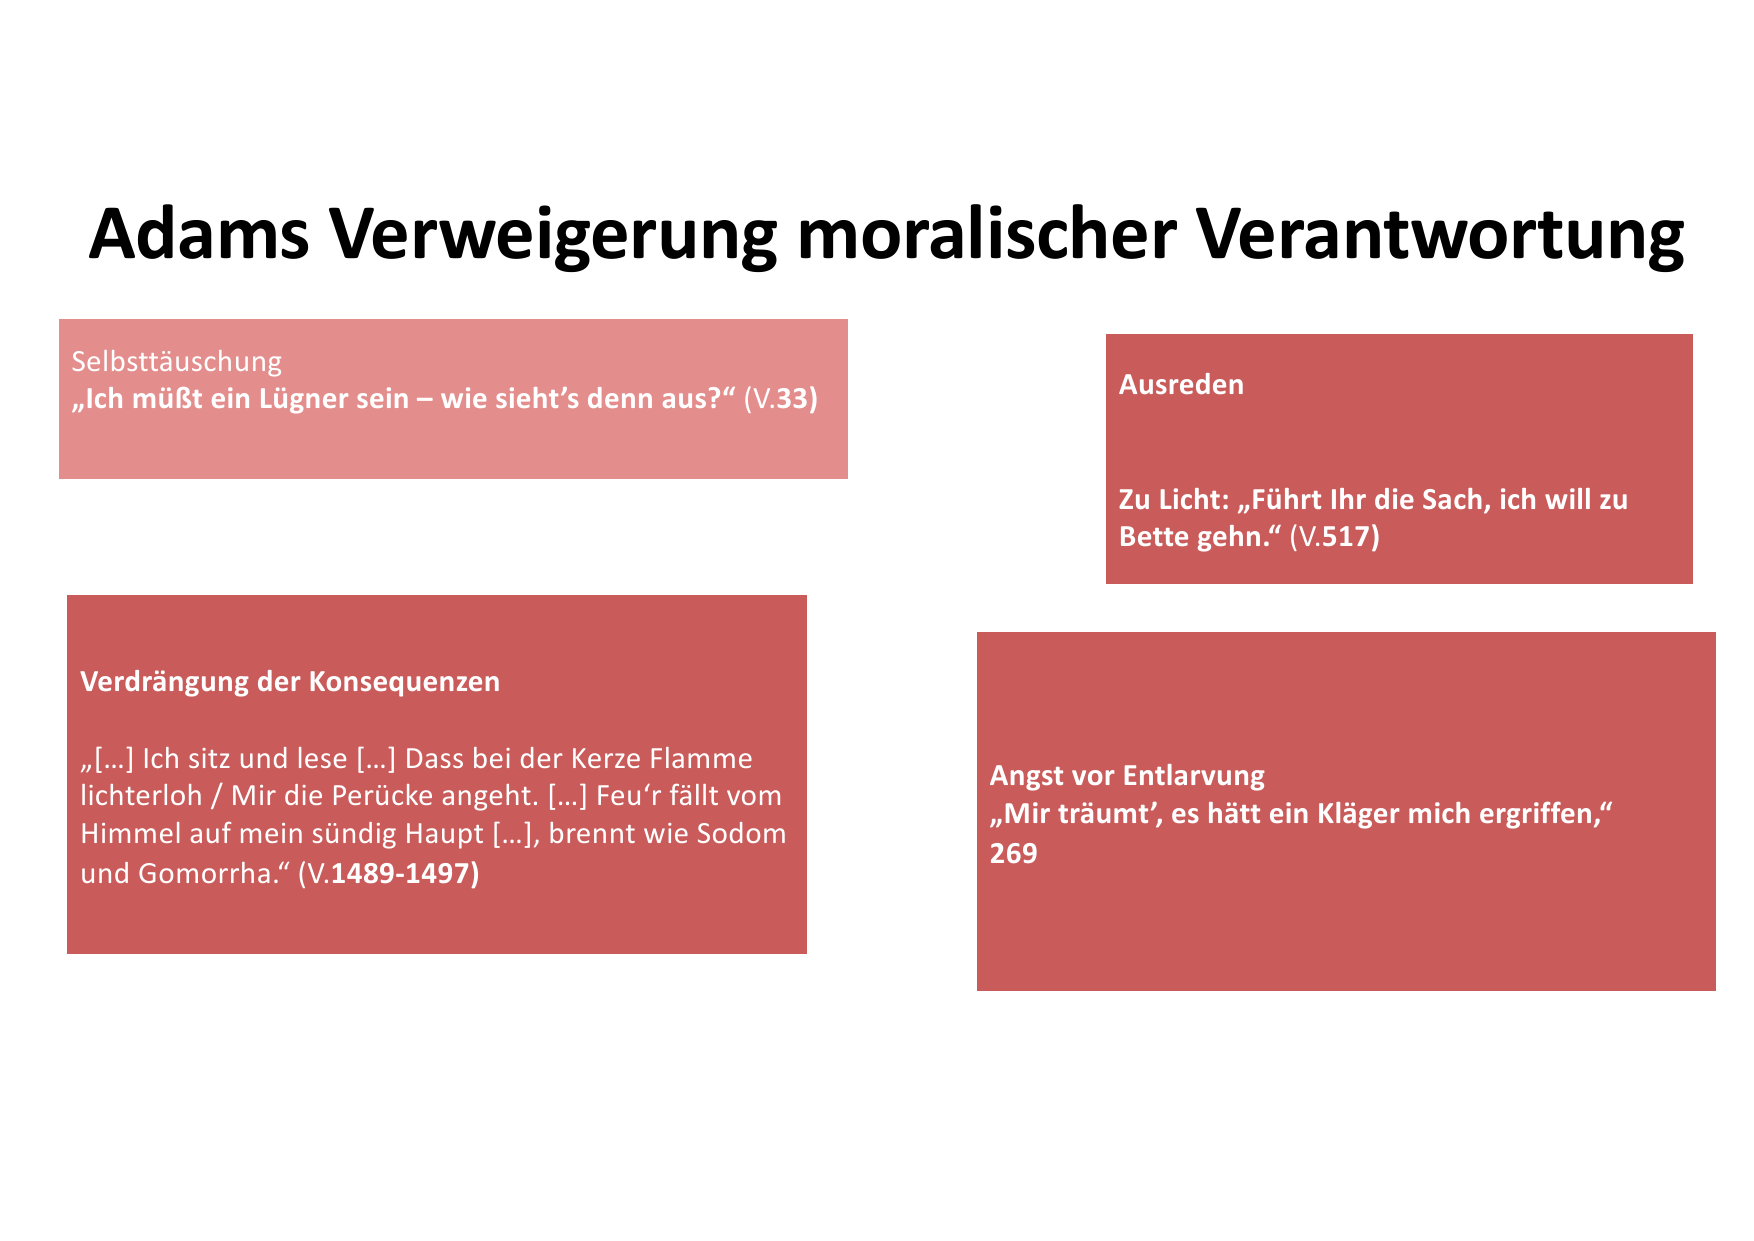 Adams Verweigerung moralischer Verantwortung
Selbsttäuschung
„Ich müßt ein Lügner sein – wie sieht’s denn aus?“ (V.33)
Ausreden
Zu Licht: „Führt Ihr die Sach, ich will zu
Bette gehn.“ (V.517)
Verdrängung der Konsequenzen
„[…] Ich sitz und lese […] Dass bei der Kerze Flamme
lichterloh / Mir die Perücke angeht. […] Feu‘r fällt vom
Himmel auf mein sündig Haupt […], brennt wie Sodom
und Gomorrha.“ (V.1489-1497)
Angst vor Entlarvung
„Mir träumt’, es hätt ein Kläger mich ergriffen,“
269